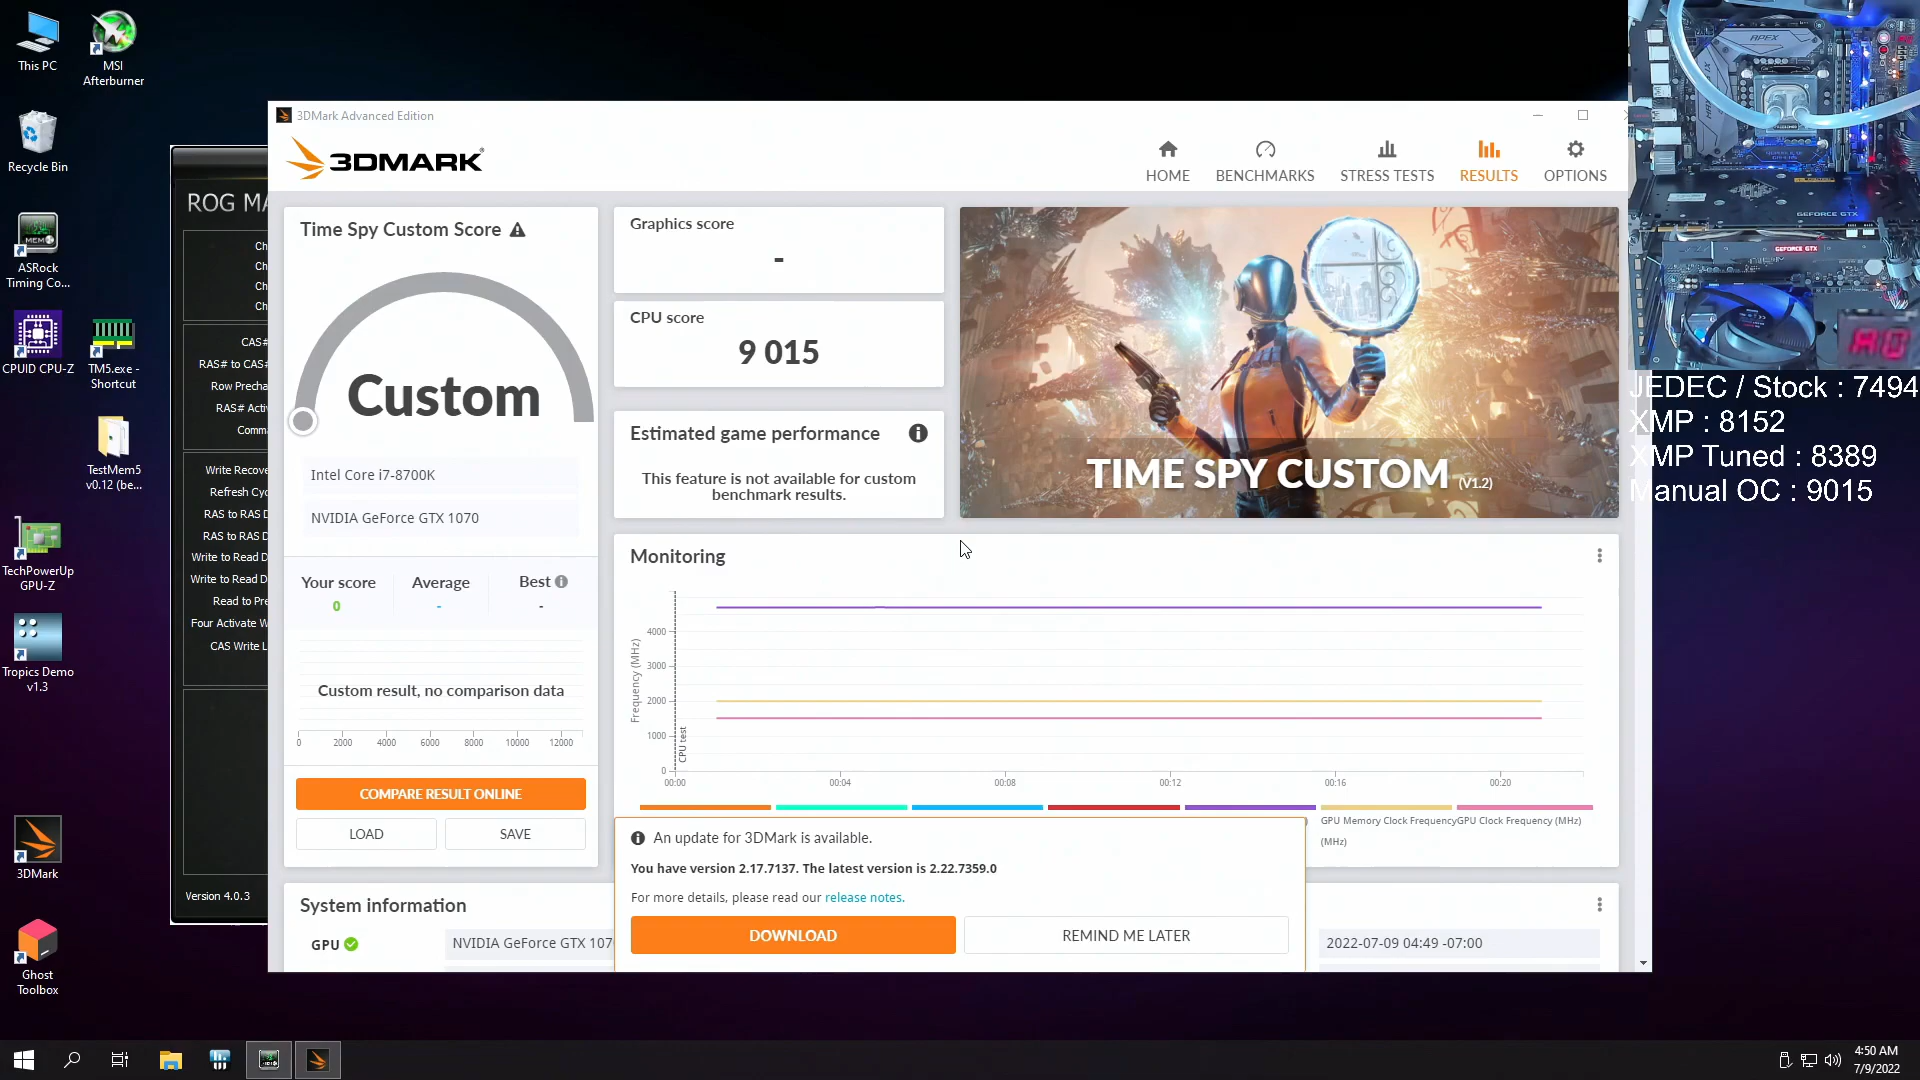 This PC
MSI
Afterburner
Recycle Bin
ASRock
Timing Co...
CPUID CPU-Z
TM5.exe -
Shortcut
TestMem5
v0.12 (be...
TechPowerUp
GPU-Z
Tropics Demo
v1.3
3DMark
Ghost
Toolbox
ROG MA
Ch
Ch
Ch
Ch
CAS#
RAS# to CAS#
Row Precha
RAS# Acti
Comma
Write Recove
Refresh Cyc
RAS to RAS D
RAS to RAS D
Write to Read D
Write to Read D
Read to Pre
Four Activate W
CAS Write L
Version 4.0.3
3DMark Advanced Edition
3DMARK
HOME
BENCHMARKS
STRESS TESTS
RESULTS
OPTIONS
Time Spy Custom Score
Custom
Intel Core i7-8700K
NVIDIA GeForce GTX 1070
Your score
Average
Best
0
-
-
Custom result, no comparison data
0 2000 4000 6000 8000 10000 12000
COMPARE RESULT ONLINE
LOAD
SAVE
Graphics score
-
CPU score
9 015
Estimated game performance
This feature is not available for custom
benchmark results.
TIME SPY CUSTOM (V1.2)
Monitoring
Frequency (MHz)
4000
3000
2000
1000
0
CPU test
00:00 00:04 00:08 00:12 00:16 00:20
GPU Memory Clock Frequency
(MHz)
GPU Clock Frequency (MHz)
An update for 3DMark is available.
You have version 2.17.7137. The latest version is 2.22.7359.0
For more details, please read our release notes.
DOWNLOAD
REMIND ME LATER
System information
GPU
NVIDIA GeForce GTX 107
2022-07-09 04:49 -07:00
APEX
GEFORCE GTX
GEFORCE GTX
A0
JEDEC / Stock : 7494
XMP : 8152
XMP Tuned : 8389
Manual OC : 9015
4:50 AM
7/9/2022